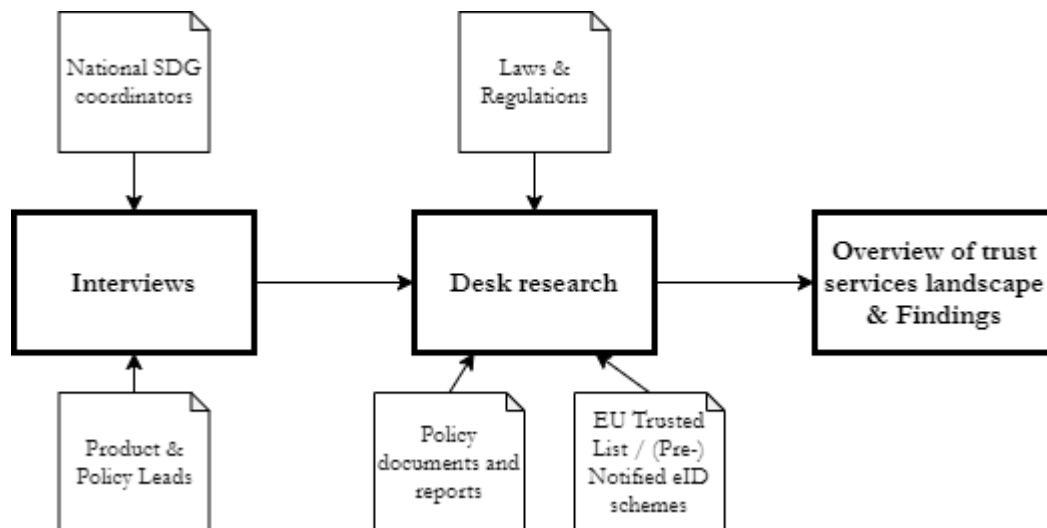 National SDG
coordinators
Laws &
Regulations
Interviews
Desk research
Overview of trust
services landscape
& Findings
Product &
Policy Leads
Policy
documents and
reports
EU Trusted
List / (Pre-)
Notified eID
schemes